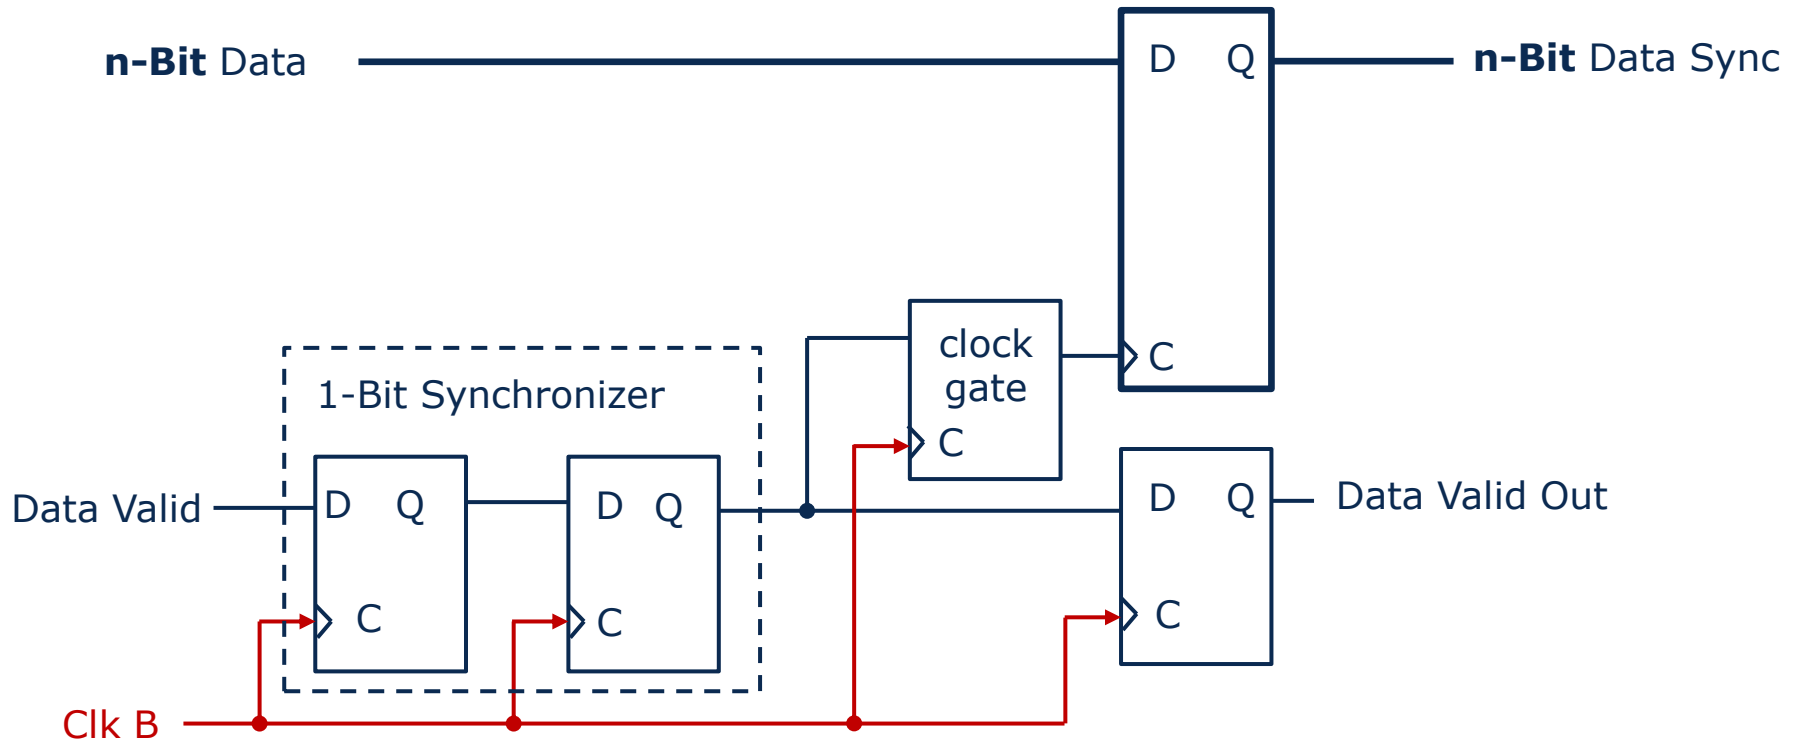 n-Bit Data
D Q
n-Bit Data Sync
clock
gate
C
C
1-Bit Synchronizer
Data Valid
D Q
C
D Q
C
D Q
C
Data Valid Out
Clk B